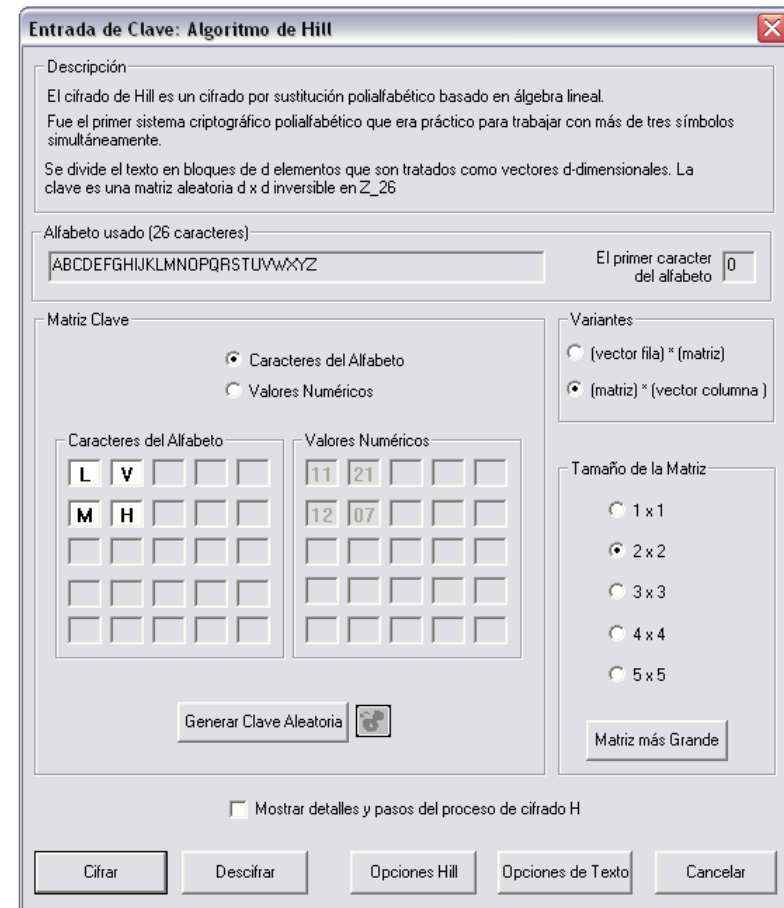 Entrada de Clave: Algoritmo de Hill
Descripción
El cifrado de Hill es un cifrado por sustitución polialfabético basado en álgebra lineal.
Fue el primer sistema criptográfico polialfabético que era práctico para trabajar con más de tres símbolos
simultáneamente.
Se divide el texto en bloques de d elementos que son tratados como vectores d-dimensionales. La
clave es una matriz aleatoria d x d inversible en Z_26
Alfabeto usado (26 caracteres)
ABCDEFGHIJKLMNOPQRSTUVWXYZ
El primer caracter
del alfabeto
0
Matriz Clave
Caracteres del Alfabeto
Valores Numéricos
Caracteres del Alfabeto
L V
M H
Valores Numéricos
11 21
12 07
Generar Clave Aleatoria
Variantes
(vector fila) * (matriz)
(matriz) * (vector columna )
Tamaño de la Matriz
1 x 1
2 x 2
3 x 3
4 x 4
5 x 5
Matriz más Grande
Mostrar detalles y pasos del proceso de cifrado H
Cifrar
Descifrar
Opciones Hill
Opciones de Texto
Cancelar